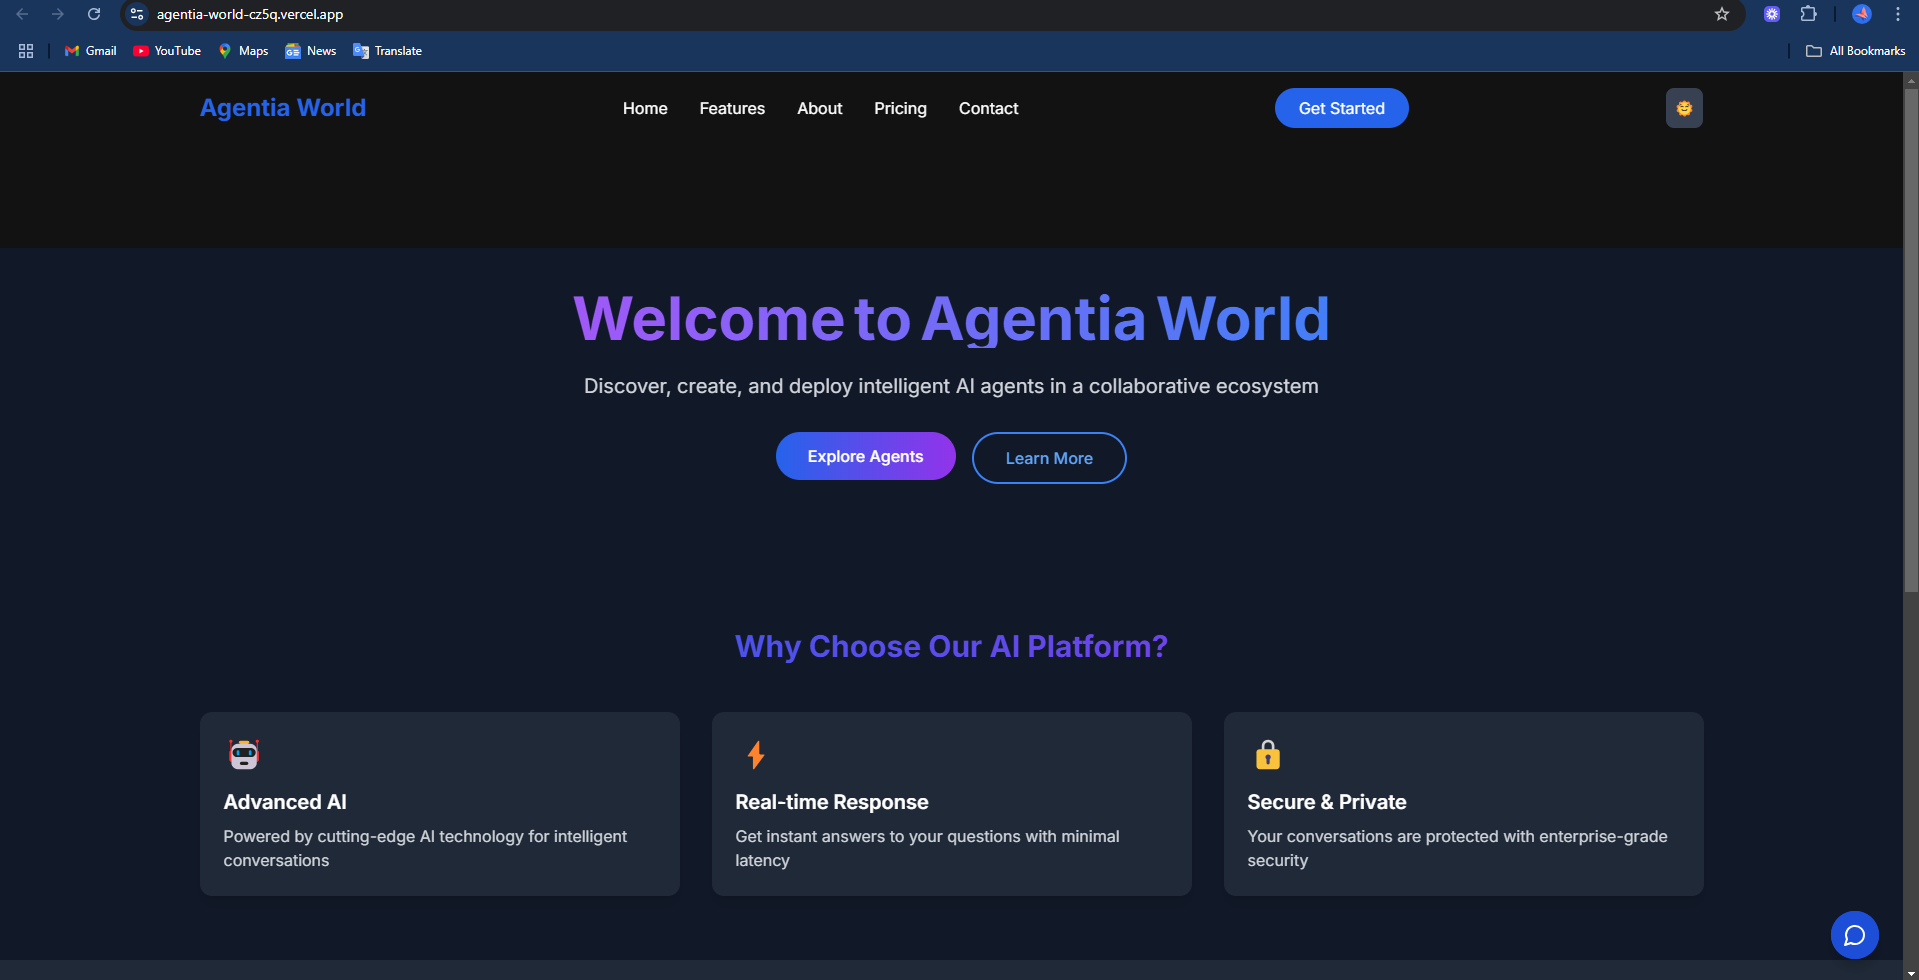 agentia-world-cz5q.vercel.app
Gmail YouTube Maps News Translate All Bookmarks
Agentia World Home Features About Pricing Contact Get Started
Welcome to Agentia World
Discover, create, and deploy intelligent AI agents in a collaborative ecosystem
Explore Agents Learn More
Why Choose Our AI Platform?
Advanced AI
Powered by cutting-edge AI technology for intelligent
conversations
Real-time Response
Get instant answers to your questions with minimal
latency
Secure & Private
Your conversations are protected with enterprise-grade
security